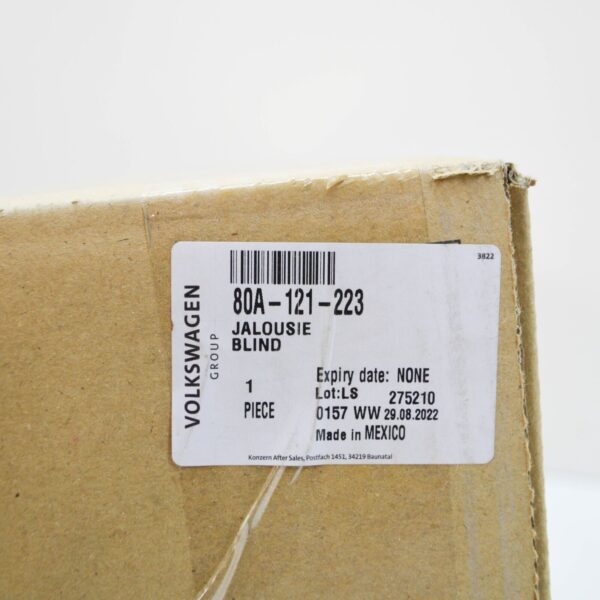 3822
VOLKSWAGEN
GROUP
80A-121-223
JALOUSIE
BLIND
1
PIECE
Expiry date: NONE
Lot:LS 275210
0157 WW 29.08.2022
Made in MEXICO
Konzern After Sales, Postfach 1451, 34219 Baunatal